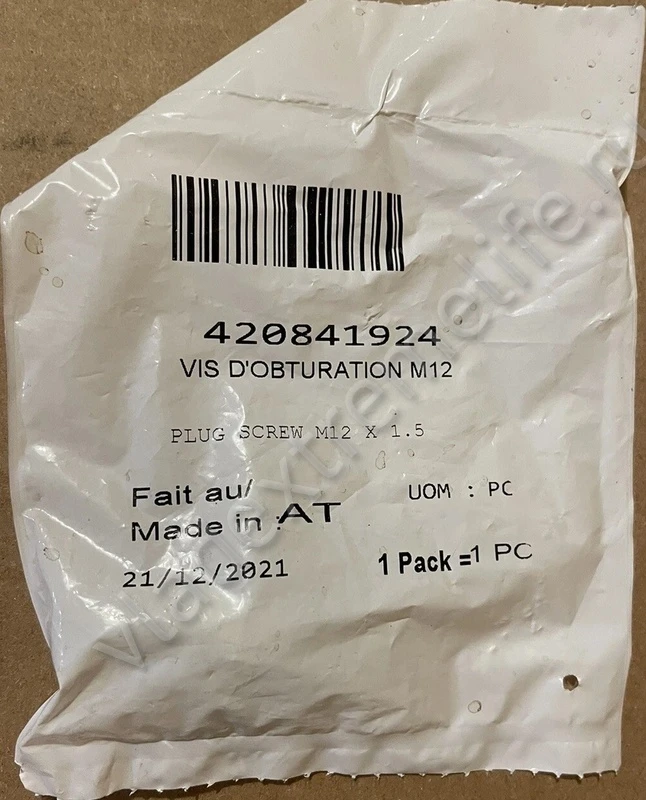 420841924
VIS D'OBTURATION M12
PLUG SCREW M12 X 1.5
Fait au/
Made in : AT
UOM : PC
21/12/2021
1 Pack =1 PC